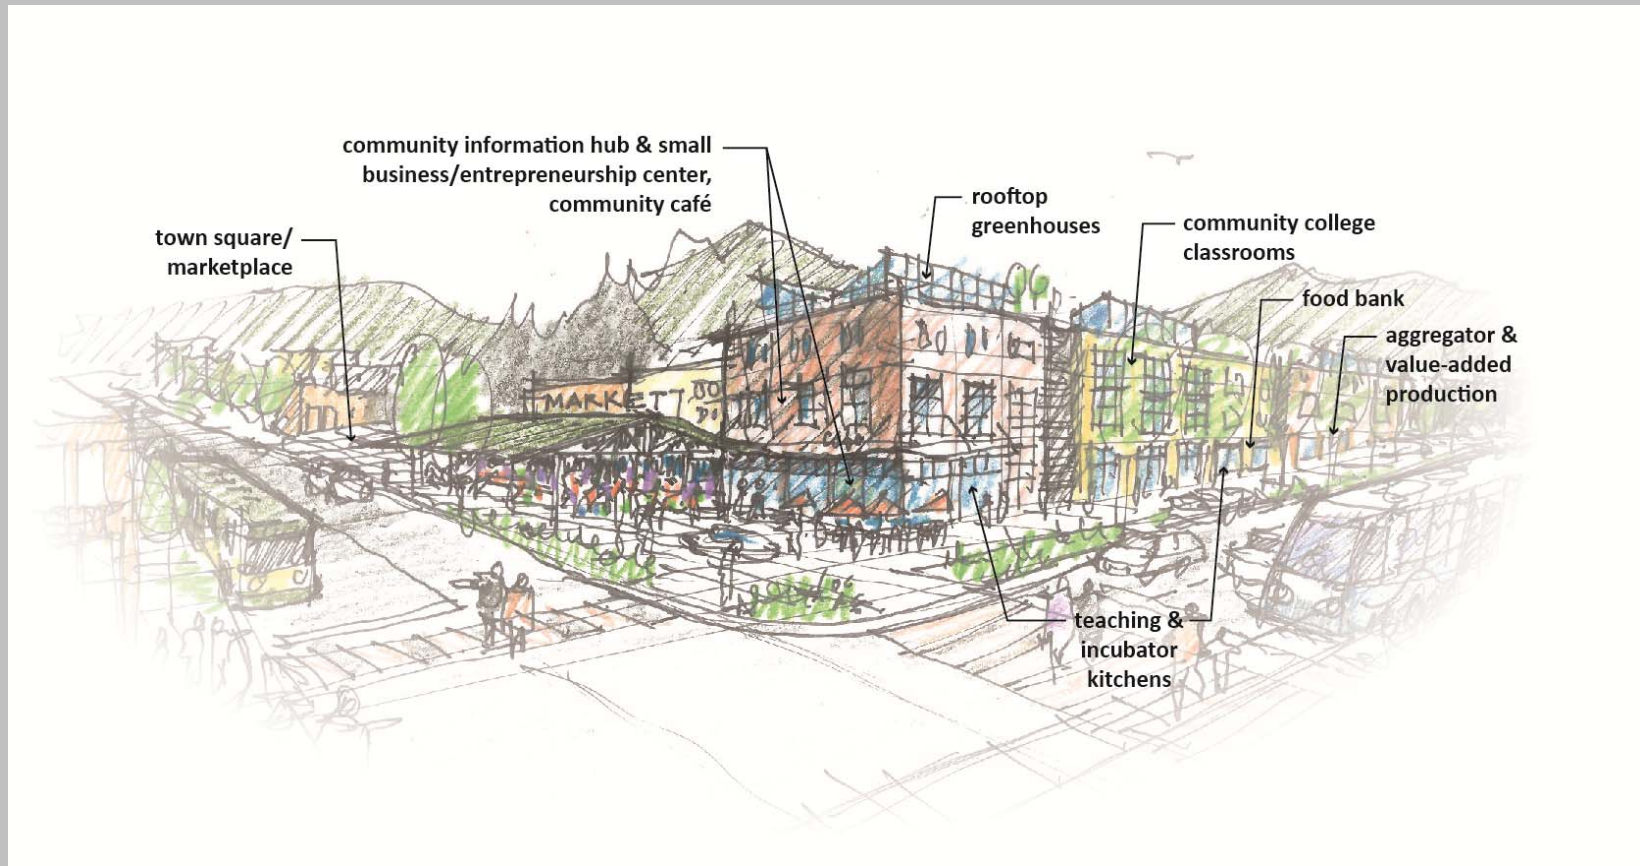 community information hub & small
business/entrepreneurship center,
community café
town square/
marketplace
rooftop
greenhouses
community college
classrooms
food bank
aggregator &
value-added
production
MARKET
teaching &
incubator
kitchens